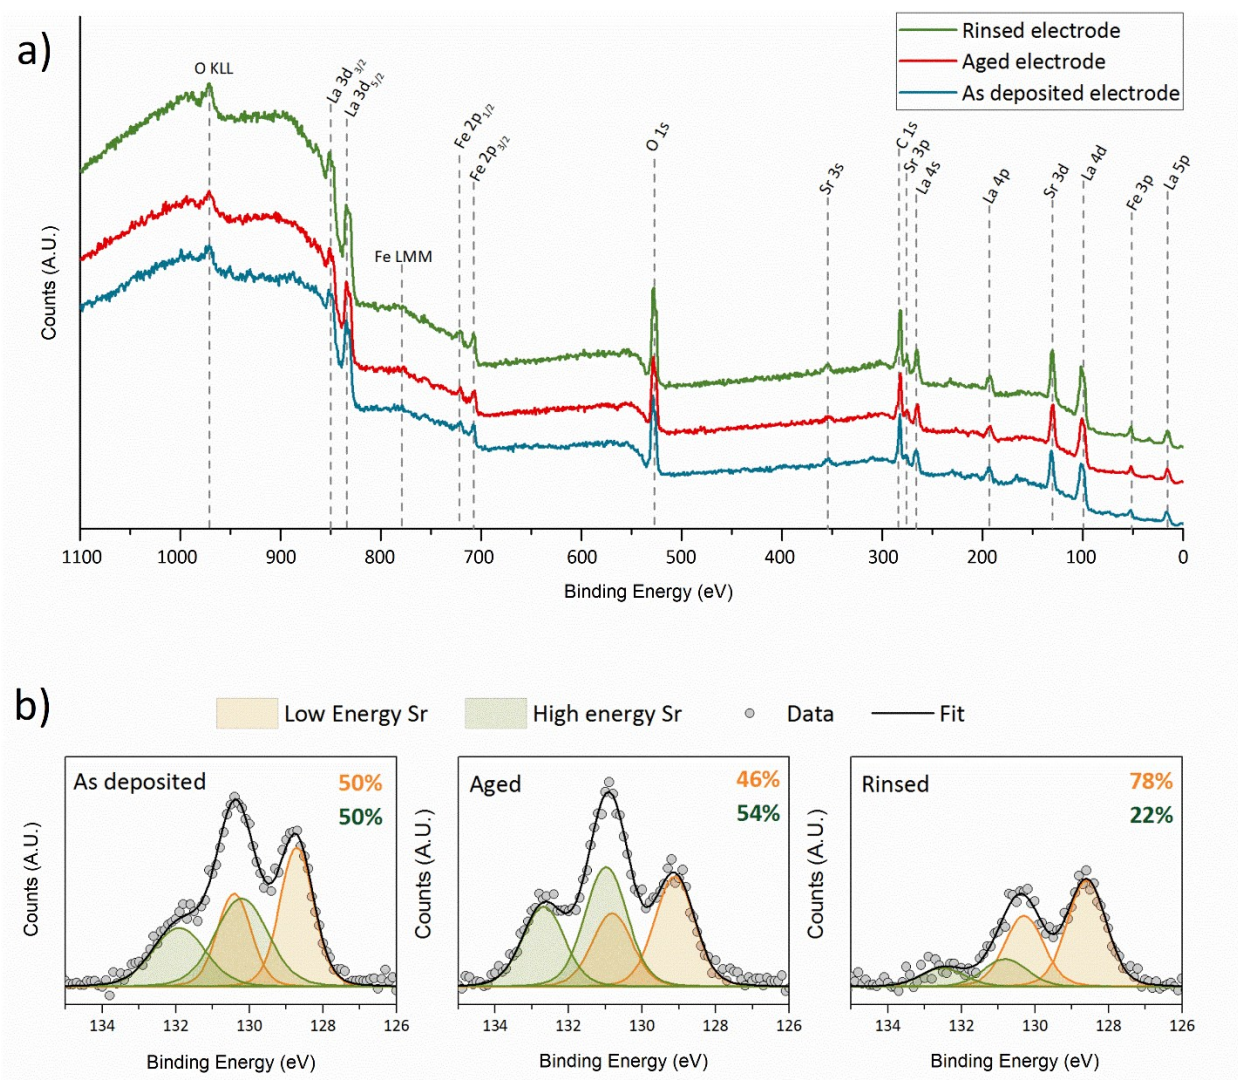 a)
Rinsed electrode
Aged electrode
As deposited electrode
O KLL
La 3d3/2
La 3d5/2
Fe LMM
Fe 2p1/2
Fe 2p3/2
O 1s
Sr 3s
C 1s
Sr 3p
La 4s
La 4p
Sr 3d
La 4d
Fe 3p
La 5p
Counts (A.U.)
1100 1000 900 800 700 600 500 400 300 200 100 0
Binding Energy (eV)
b)
Low Energy Sr High energy Sr Data Fit
As deposited
50%
50%
Counts (A.U.)
134 132 130 128 126
Binding Energy (eV)
Aged
46%
54%
Counts (A.U.)
134 132 130 128 126
Binding Energy (eV)
Rinsed
78%
22%
Counts (A.U.)
134 132 130 128 126
Binding Energy (eV)